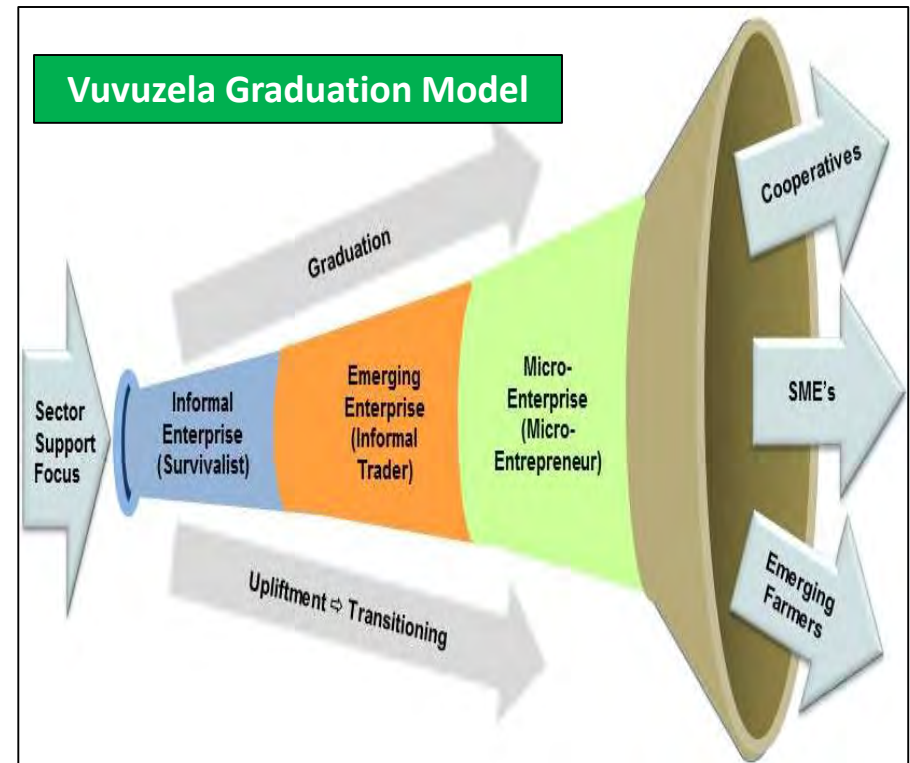 Vuvuzela Graduation Model
Graduation
Sector
Support
Focus
Informal
Enterprise
(Survivalist)
Emerging
Enterprise
(Informal
Trader)
Micro-
Enterprise
(Micro-
Entrepreneur)
Upliftment ⇨ Transitioning
Cooperatives
SME's
Emerging
Farmers